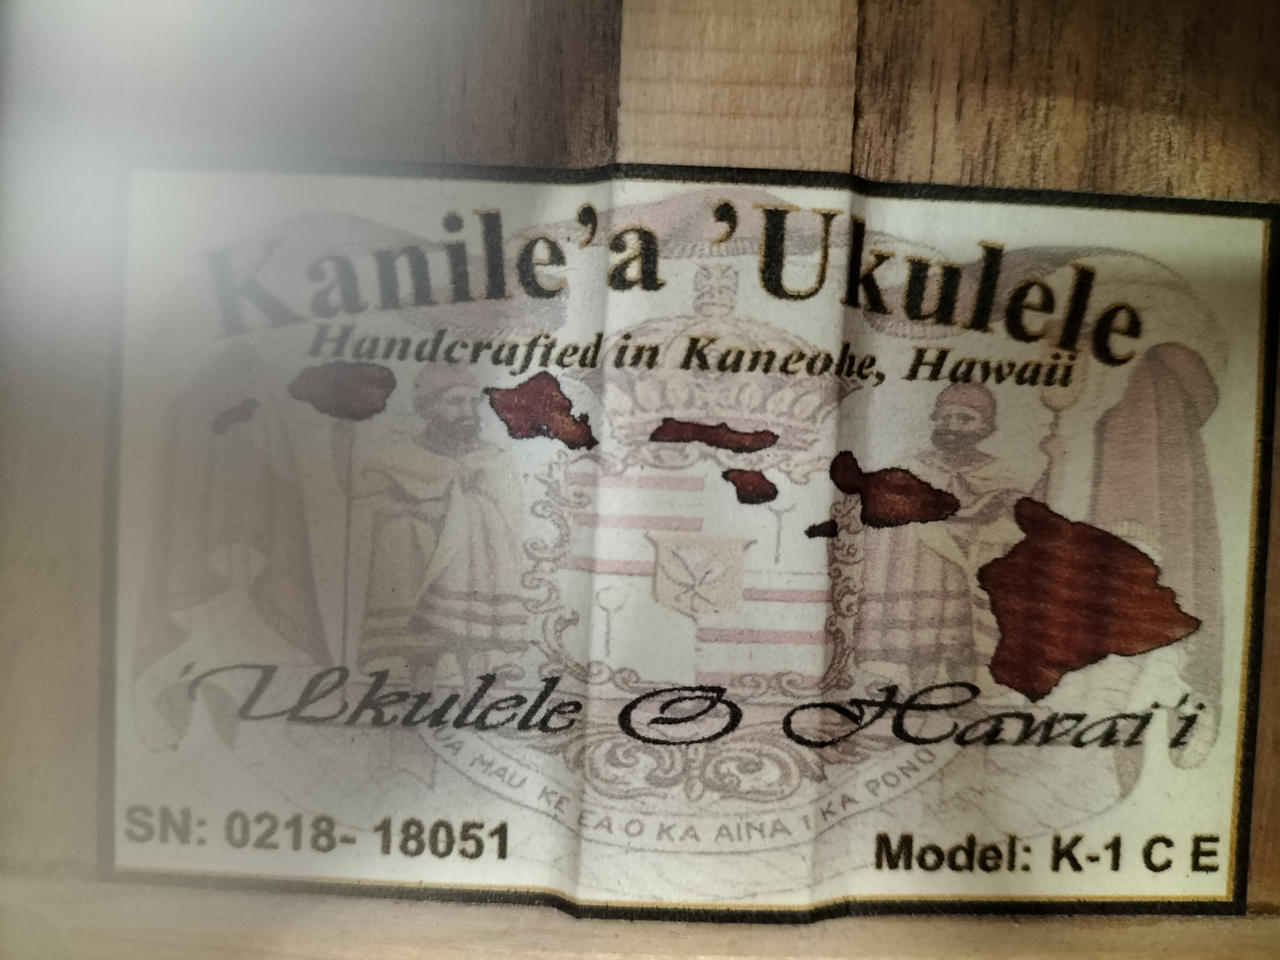 Kanile’a ’Ukulele
Handcrafted in Kaneohe, Hawaii
'Ukulele O Hawai'i
UA MAU KE EA O KA AINA I KA PONO
SN: 0218- 18051
Model: K-1 C E